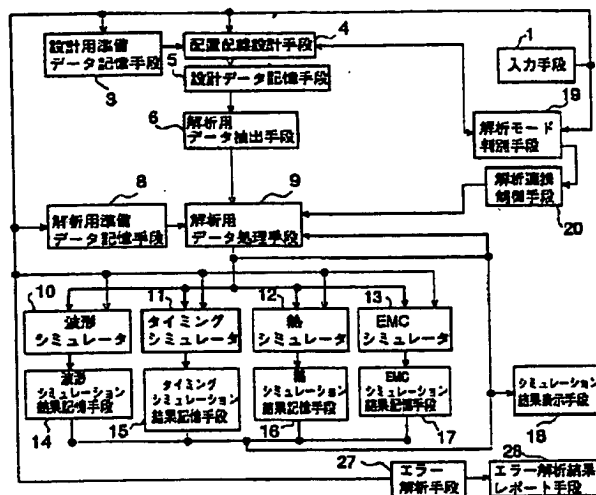 4
配置配線設計手段
設計用準備
データ記憶手段
3
5
設計データ記憶手段
1
入力手段
19
解析モード
判別手段
6
解析用
データ抽出手段
解析連携
制御手段
20
8
解析用準備
データ記憶手段
9
解析用
データ処理手段
10
波形
シミュレータ
11
タイミング
シミュレータ
12
熱
シミュレータ
13
EMC
シミュレータ
波形
シミュレーション
結果記憶手段
14
タイミング
シミュレーション
結果記憶手段
15
熱
シミュレーション
結果記憶手段
16
EMC
シミュレーション
結果記憶手段
17
シミュレーション
結果表示手段
18
27
エラー
解析手段
28
エラー解析結果
レポート手段